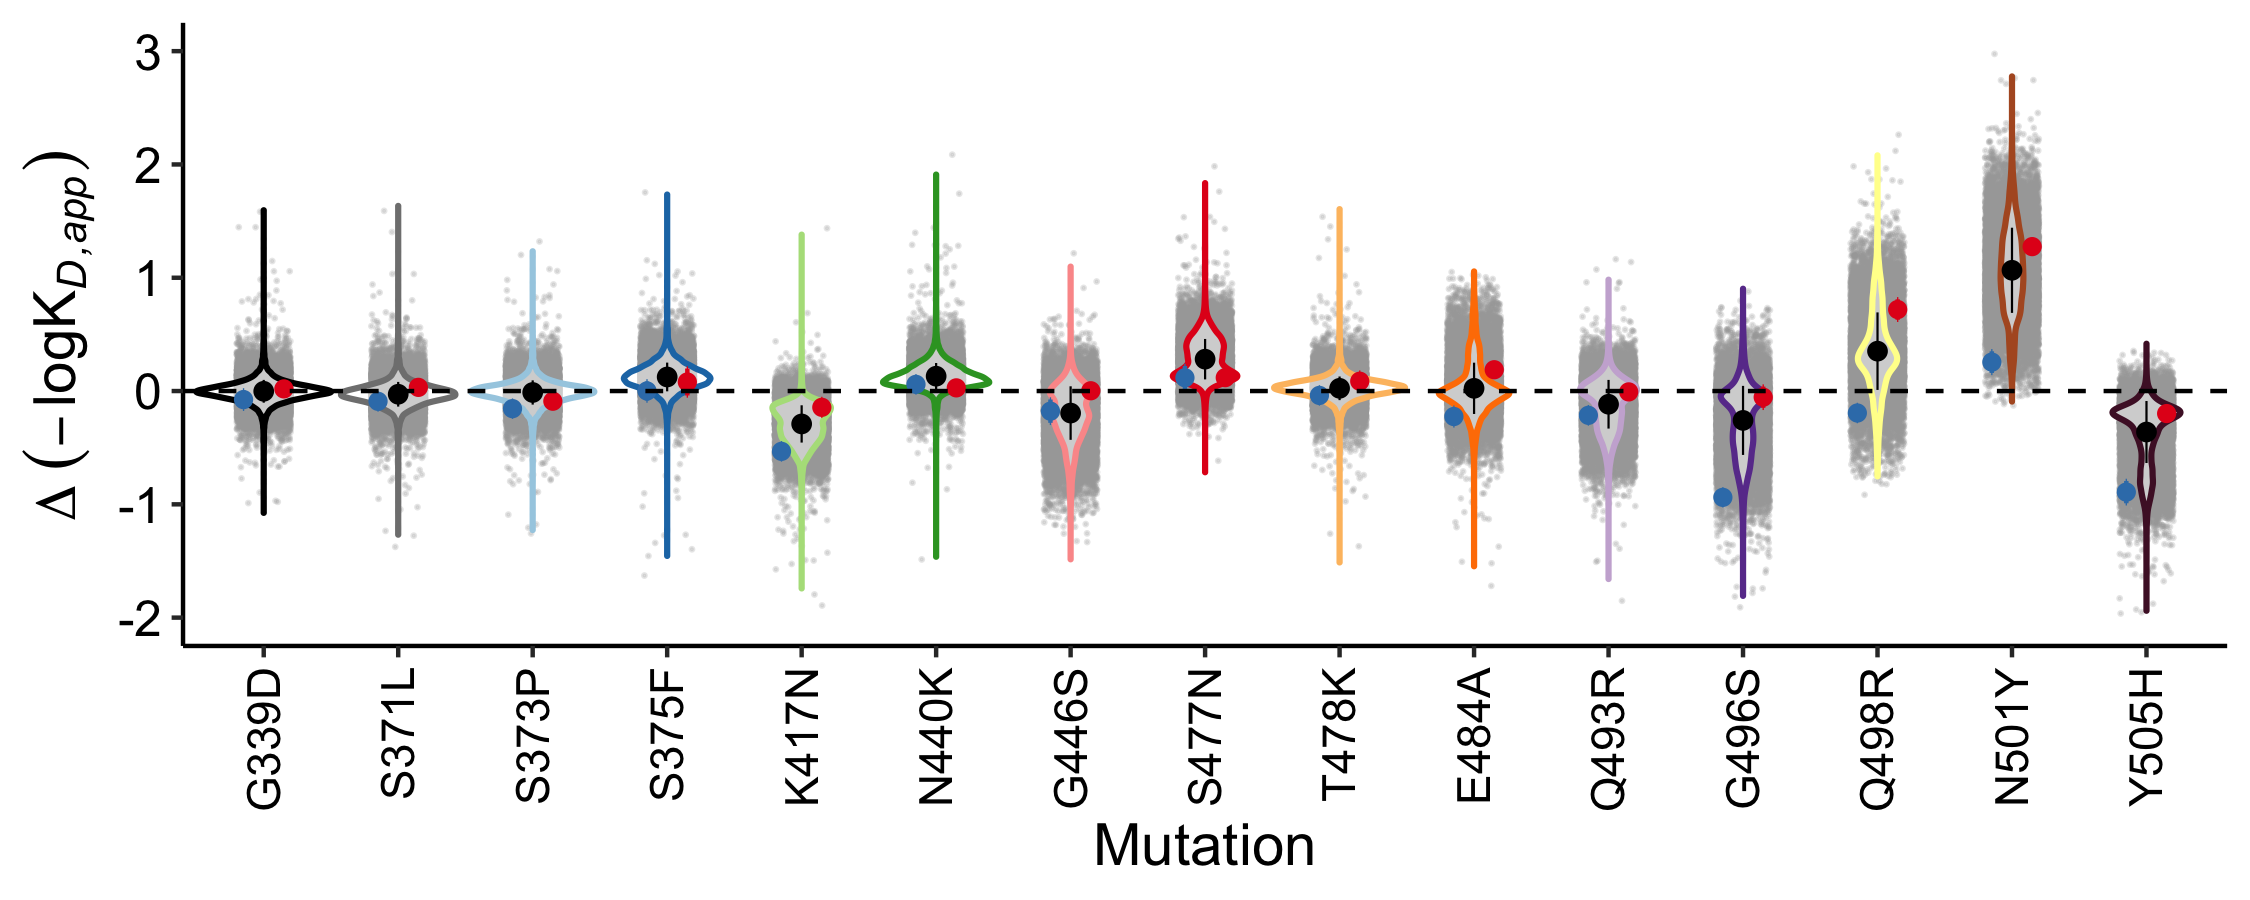 Δ (− logK_D,app)
3
2
1
0
-1
-2
G339D
S371L
S373P
S375F
K417N
N440K
G446S
S477N
T478K
E484A
Q493R
G496S
Q498R
N501Y
Y505H
Mutation